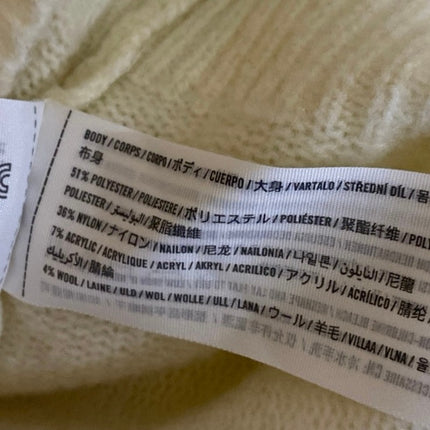 BODY / CORPS / CORPO / ボディ / CUERPO / 大身 / VARTALO / STŘEDNÍ DÍL / 몸
布身
51% POLYESTER / POLIESTERE / ポリエステル / POLIÉSTER / 聚酯纤维 / POLY
POLIESTER / البوليستر / 聚酯纖維
36% NYLON / ナイロン / NAILON / 尼龙 / NAILONIA / 나일론 / النايلون / 尼龍
7% ACRYLIC / ACRYLIQUE / ACRYL / AKRYL / ACRILICO / アクリル / ACRÍLICO / 腈纶
الأكريليك / 腈綸
4% WOOL / LAINE / ULD / WOL / WOLLE / ULL / LANA / ウール / 羊毛 / VILLAA / VLNA / 울